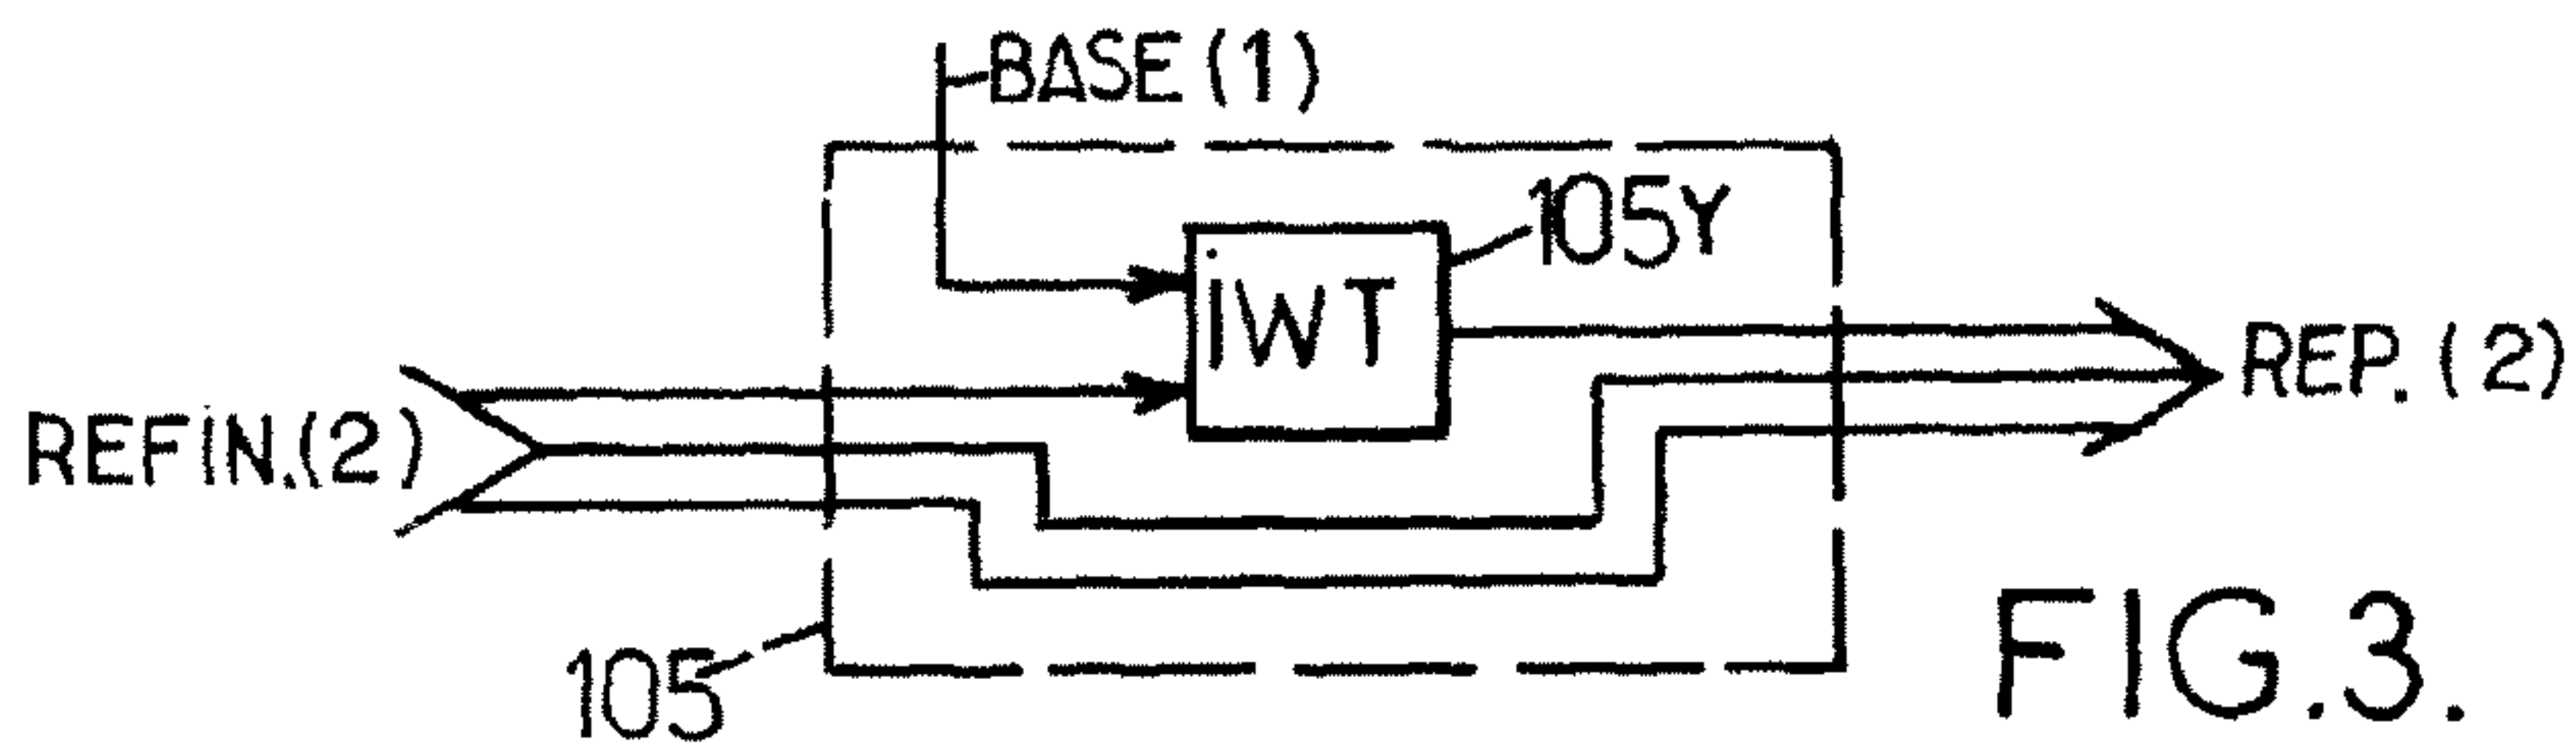 BASE (1)
105Y
IWT
REP. (2)
REFIN. (2)
105
FIG. 3.